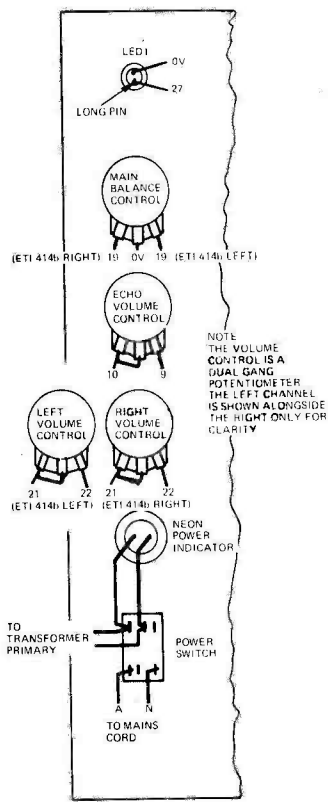 LED 1
0V
27
LONG PIN
MAIN
BALANCE
CONTROL
(ETI 414b RIGHT) 19 0V 19 (ETI 414b LEFT)
ECHO
VOLUME
CONTROL
10 9
NOTE
THE VOLUME
CONTROL IS A
DUAL GANG
POTENTIOMETER
THE LEFT CHANNEL
IS SHOWN ALONGSIDE
THE RIGHT ONLY FOR
CLARITY
LEFT
VOLUME
CONTROL
RIGHT
VOLUME
CONTROL
21 22 21 22
(ETI 414b LEFT) (ETI 414b RIGHT)
NEON
POWER
INDICATOR
TO
TRANSFORMER
PRIMARY
POWER
SWITCH
A N
TO MAINS
CORD